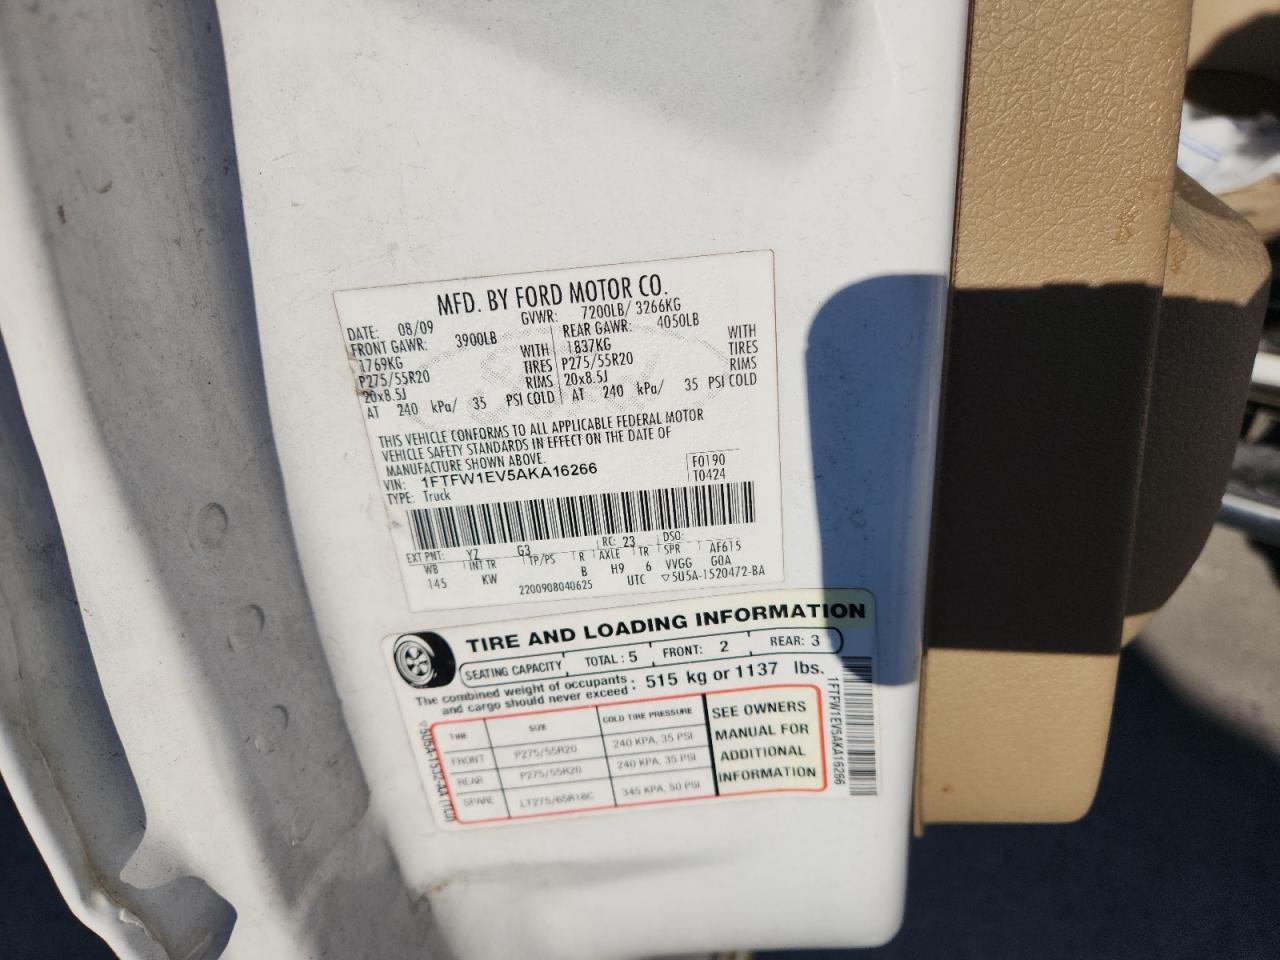 MFD. BY FORD MOTOR CO.
DATE: 08/09 GVWR: 7200LB/ 3266KG
FRONT GAWR: 3900LB REAR GAWR: 4050LB
1769KG WITH 1837KG WITH
P275/55R20 TIRES P275/55R20 TIRES
20x8.5J RIMS 20x8.5J RIMS
AT 240 kPa/ 35 PSI COLD AT 240 kPa/ 35 PSI COLD
THIS VEHICLE CONFORMS TO ALL APPLICABLE FEDERAL MOTOR
VEHICLE SAFETY STANDARDS IN EFFECT ON THE DATE OF
MANUFACTURE SHOWN ABOVE.
VIN: 1FTFW1EV5AKA16266 F0190
TYPE: Truck T0424
EXT PNT: YZ G3 RC: 23 DSO:
WB INT TR TP/PS R AXLE TR SPR AF615
145 KW B H9 6 VVGG G0A
2200908040625 UTC ▽5U5A-1520472-BA
TIRE AND LOADING INFORMATION
SEATING CAPACITY TOTAL: 5 FRONT: 2 REAR: 3
The combined weight of occupants and cargo should never exceed: 515 kg or 1137 lbs.
TIRE SIZE COLD TIRE PRESSURE
FRONT P275/55R20 240 KPA, 35 PSI
REAR P275/55R20 240 KPA, 35 PSI
SPARE LT275/65R18C 345 KPA, 50 PSI
SEE OWNERS
MANUAL FOR
ADDITIONAL
INFORMATION
1FTFW1EV5AKA16266